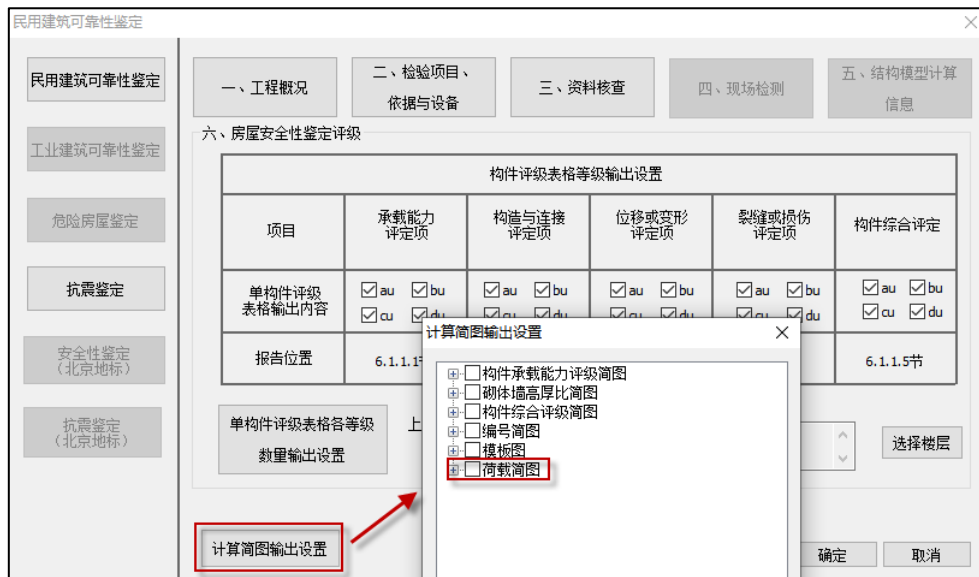 民用建筑可靠性鉴定
民用建筑可靠性鉴定
工业建筑可靠性鉴定
危险房屋鉴定
抗震鉴定
安全性鉴定
（北京地标）
抗震鉴定
（北京地标）
一、工程概况
二、检验项目、
依据与设备
三、资料核查
四、现场检测
五、结构模型计算
信息
六、房屋安全性鉴定评级
构件评级表格等级输出设置
项目
承载能力
评定项
构造与连接
评定项
位移或变形
评定项
裂缝或损伤
评定项
构件综合评定
单构件评级
表格输出内容
au bu
cu du
au bu
cu du
au bu
cu du
au bu
cu du
au bu
cu du
报告位置
6.1.1.1
6.1.1.5节
单构件评级表格各等级
数量输出设置
上
选择楼层
计算简图输出设置
确定
取消
计算简图输出设置
构件承载能力评级简图
砌体墙高厚比简图
构件综合评级简图
编号简图
模板图
荷载简图